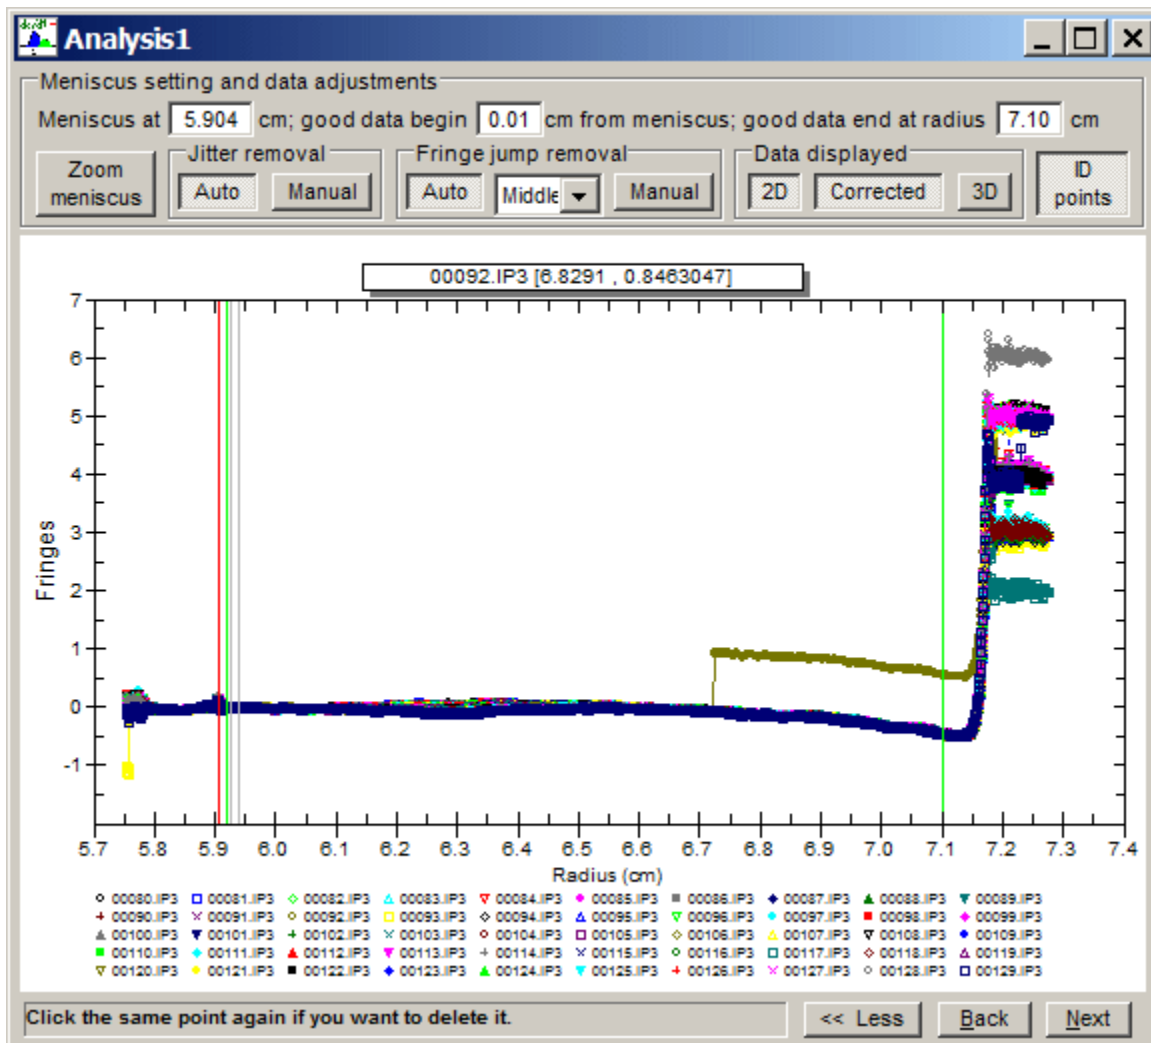 Analysis1
Meniscus setting and data adjustments
Meniscus at 5.904 cm; good data begin 0.01 cm from meniscus; good data end at radius 7.10 cm
Zoom meniscus
Jitter removal
Auto Manual
Fringe jump removal
Auto Middle Manual
Data displayed
2D Corrected 3D
ID points
00092.IP3 [6.8291 , 0.8463047]
7
6
5
4
3
2
1
0
-1
Fringes
5.7 5.8 5.9 6.0 6.1 6.2 6.3 6.4 6.5 6.6 6.7 6.8 6.9 7.0 7.1 7.2 7.3 7.4
Radius (cm)
00080.IP3 00081.IP3 00082.IP3 00083.IP3 00084.IP3 00085.IP3 00086.IP3 00087.IP3 00088.IP3 00089.IP3
00090.IP3 00091.IP3 00092.IP3 00093.IP3 00094.IP3 00095.IP3 00096.IP3 00097.IP3 00098.IP3 00099.IP3
00100.IP3 00101.IP3 00102.IP3 00103.IP3 00104.IP3 00105.IP3 00106.IP3 00107.IP3 00108.IP3 00109.IP3
00110.IP3 00111.IP3 00112.IP3 00113.IP3 00114.IP3 00115.IP3 00116.IP3 00117.IP3 00118.IP3 00119.IP3
00120.IP3 00121.IP3 00122.IP3 00123.IP3 00124.IP3 00125.IP3 00126.IP3 00127.IP3 00128.IP3 00129.IP3
Click the same point again if you want to delete it.
<< Less Back Next